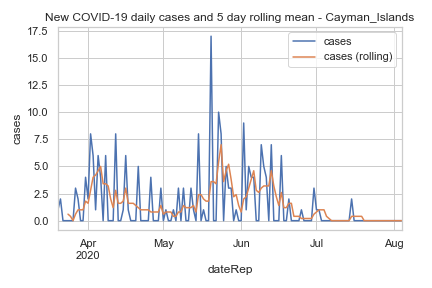 New COVID-19 daily cases and 5 day rolling mean - Cayman_Islands
17.5
15.0
12.5
10.0
7.5
5.0
2.5
0.0
cases
cases
cases (rolling)
Apr
2020
May
Jun
Jul
Aug
dateRep